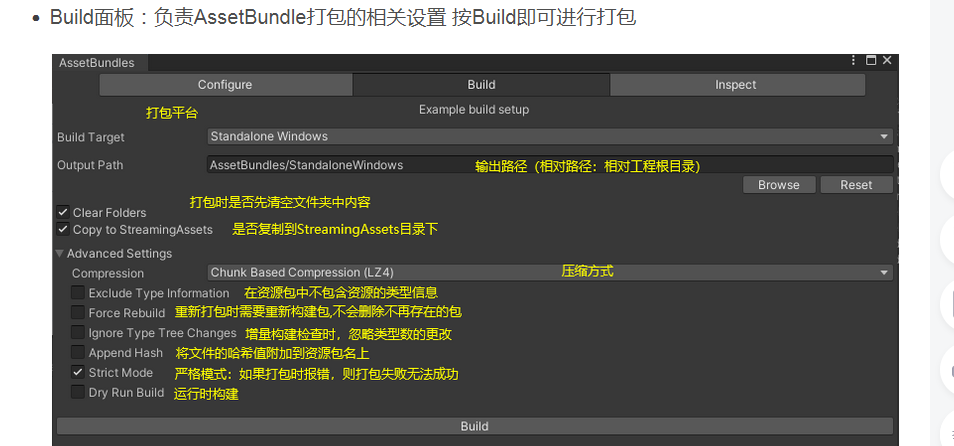 Build面板：负责AssetBundle打包的相关设置 按Build即可进行打包
AssetBundles
Configure Build Inspect
打包平台 Example build setup
Build Target Standalone Windows
Output Path AssetBundles/StandaloneWindows 输出路径（相对路径：相对工程根目录）
Browse Reset
打包时是否先清空文件夹中内容
Clear Folders
Copy to StreamingAssets 是否复制到StreamingAssets目录下
Advanced Settings
Compression Chunk Based Compression (LZ4) 压缩方式
Exclude Type Information 在资源包中不包含资源的类型信息
Force Rebuild 重新打包时需要重新构建包,不会删除不再存在的包
Ignore Type Tree Changes 增量构建检查时，忽略类型数的更改
Append Hash 将文件的哈希值附加到资源包名上
Strict Mode 严格模式：如果打包时报错，则打包失败无法成功
Dry Run Build 运行时构建
Build